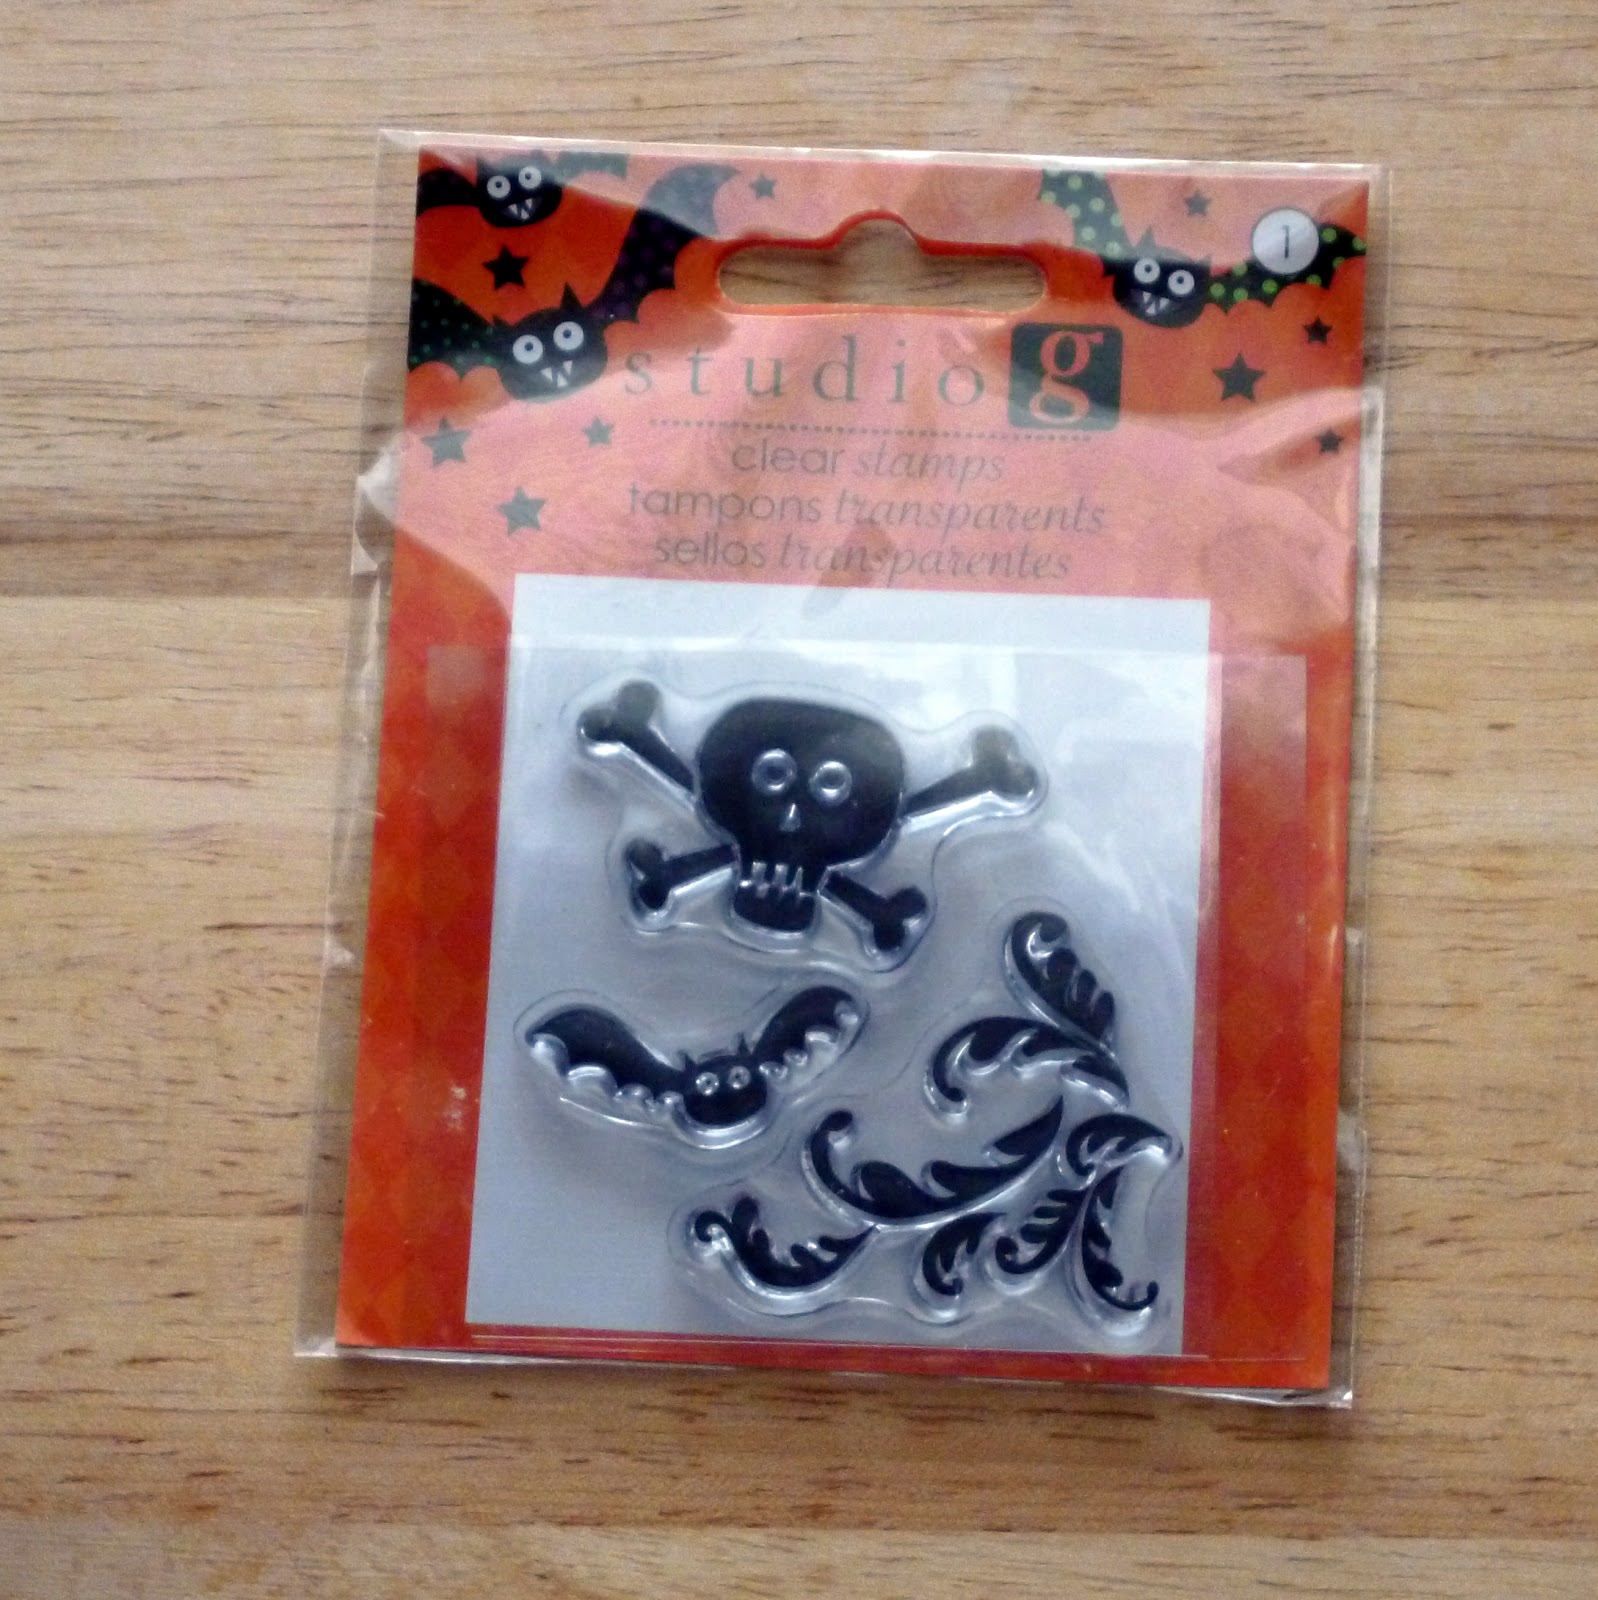 1
studio g
clear stamps
tampons transparents
sellos transparentes